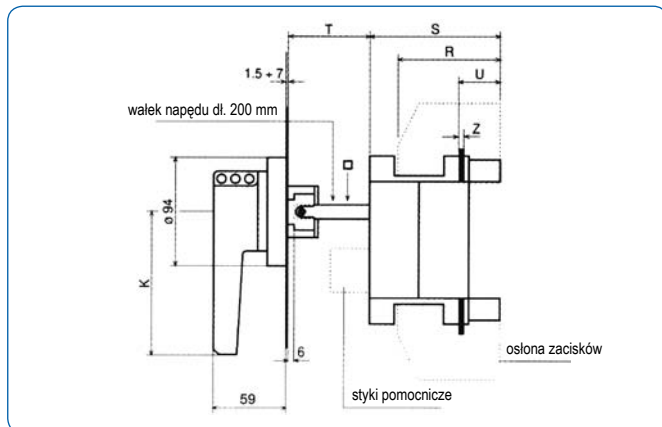 T
S
R
1.5 + 7
U
wałek napędu dł. 200 mm
Z
ø 94
K
6
osłona zacisków
styki pomocnicze
59